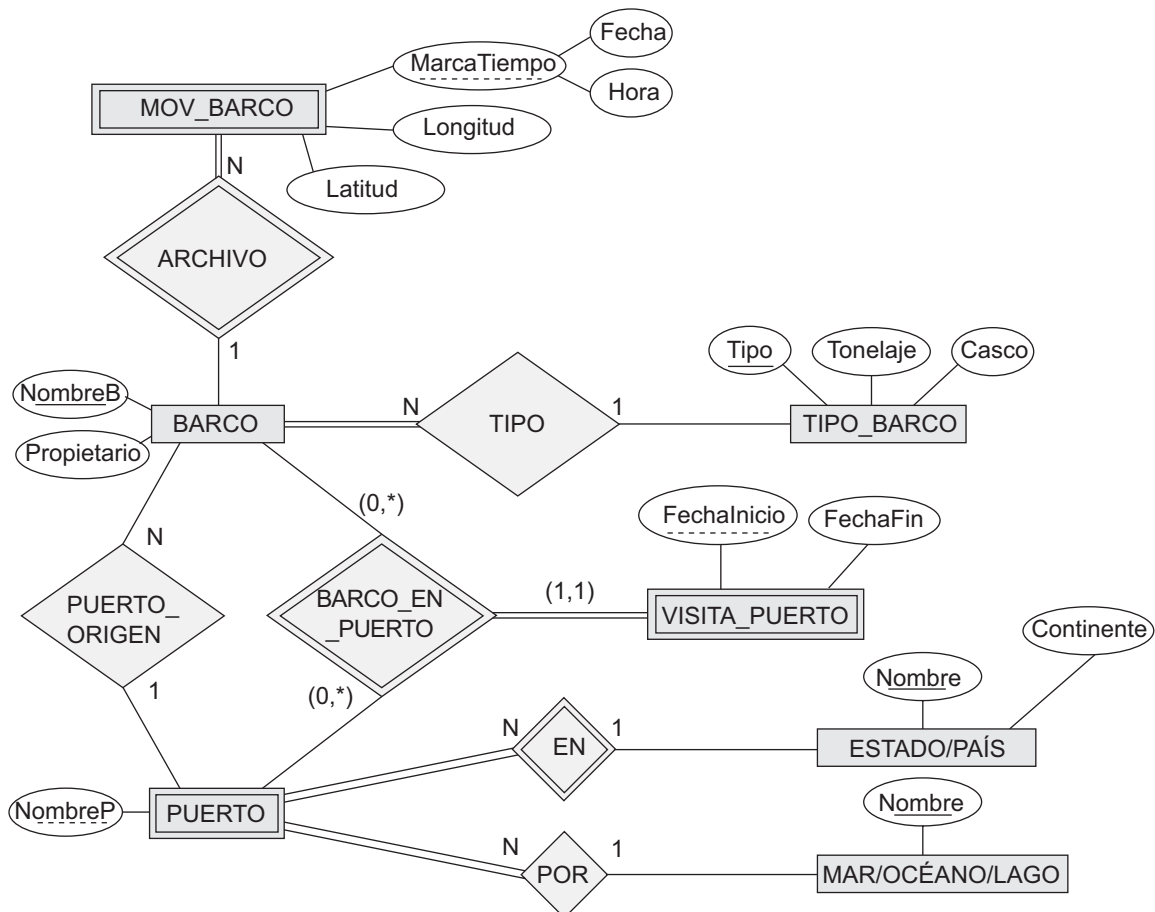 Fecha
MarcaTiempo
Hora
MOV_BARCO
Longitud
N
Latitud
ARCHIVO
1
Tipo
Tonelaje
Casco
NombreB
BARCO
N
TIPO
1
TIPO_BARCO
Propietario
(0,*)
FechaInicio
FechaFin
N
PUERTO_
ORIGEN
BARCO_EN
_PUERTO
(1,1)
VISITA_PUERTO
Continente
1
(0,*)
Nombre
N
EN
1
ESTADO/PAÍS
NombreP
PUERTO
Nombre
N
POR
1
MAR/OCÉANO/LAGO